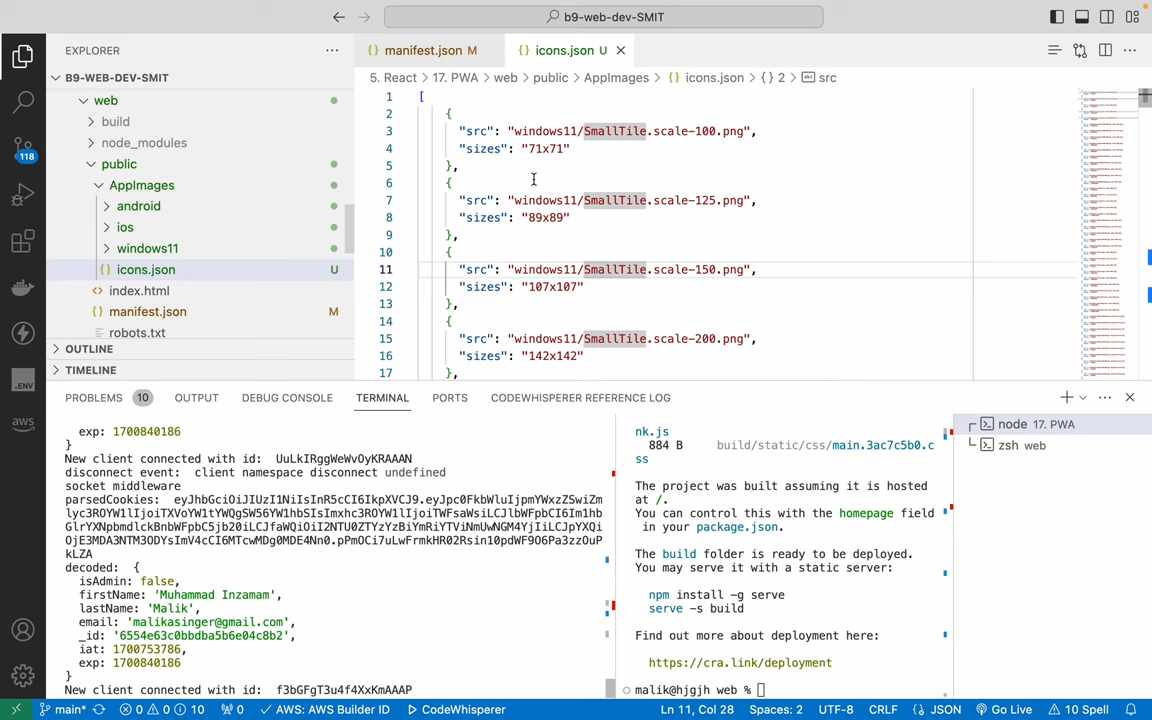 b9-web-dev-SMIT
EXPLORER
manifest.json M
icons.json U
B9-WEB-DEV-SMIT
5. React > 17. PWA > web > public > AppImages > {} icons.json > {} 2 > src
web
build
node_modules
public
AppImages
android
ios
windows11
{} icons.json U
<> index.html
{} manifest.json M
robots.txt
OUTLINE
TIMELINE
118
.ENV
aws
1 [
2 {
3 "src": "windows11/SmallTile.scale-100.png",
4 "sizes": "71x71"
5 },
6 {
7 "src": "windows11/SmallTile.scale-125.png",
8 "sizes": "89x89"
9 },
10 {
11 "src": "windows11/SmallTile.scale-150.png",
12 "sizes": "107x107"
13 },
14 {
15 "src": "windows11/SmallTile.scale-200.png",
16 "sizes": "142x142"
17 },
PROBLEMS 10 OUTPUT DEBUG CONSOLE TERMINAL PORTS CODEWHISPERER REFERENCE LOG
exp: 1700840186
}
New client connected with id: UuLkIRggWeWvOyKRAAAN
disconnect event: client namespace disconnect undefined
socket middleware
decoded: {
isAdmin: false,
firstName: 'Muhammad Inzamam',
lastName: 'Malik',
email: 'malikasinger@gmail.com',
_id: '6554e63c0bbdba5b6e04c8b2',
iat: 1700753786,
exp: 1700840186
}
New client connected with id: f3bGFgT3u4f4XxKmAAAP
nk.js
884 B build/static/css/main.3ac7c5b0.c
ss
The project was built assuming it is hosted
at /.
You can control this with the homepage field
in your package.json.
The build folder is ready to be deployed.
You may serve it with a static server:
npm install -g serve
serve -s build
Find out more about deployment here:
https://cra.link/deployment
malik@hjgjh web %
node 17. PWA
zsh web
main* 0 0 10 0 AWS: AWS Builder ID CodeWhisperer Ln 11, Col 28 Spaces: 2 UTF-8 CRLF {} JSON Go Live 10 Spell